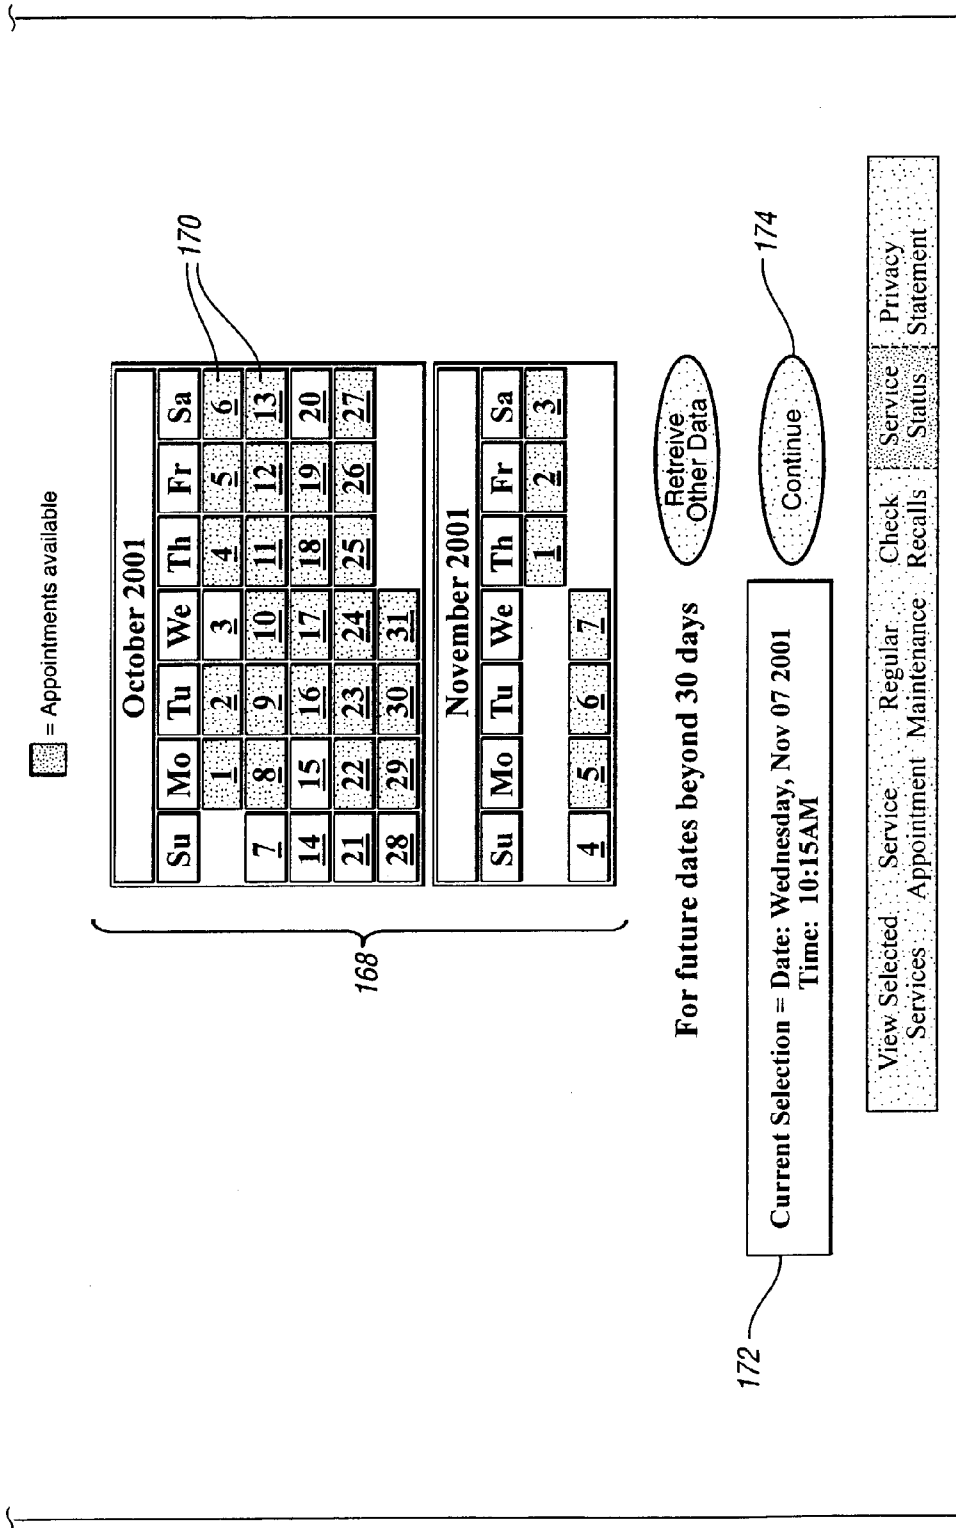 = Appointments available
October 2001
Su Mo Tu We Th Fr Sa
1 2 3 4 5 6
7 8 9 10 11 12 13
14 15 16 17 18 19 20
21 22 23 24 25 26 27
28 29 30 31
170
168
November 2001
Su Mo Tu We Th Fr Sa
1 2 3
4 5 6 7
For future dates beyond 30 days
Retreive
Other Data
Current Selection = Date: Wednesday, Nov 07 2001
Time: 10:15AM
Continue
172
174
View Selected Service Regular Check Service Privacy
Services Appointment Maintenance Recalls Status Statement